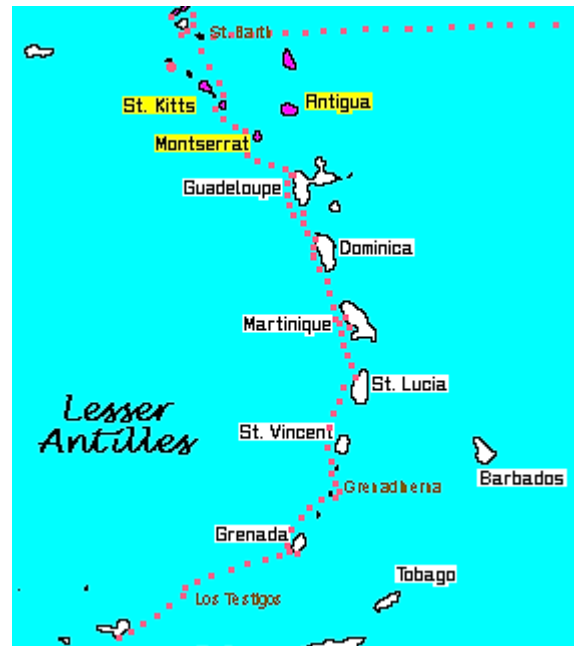 St. Barth
St. Kitts
Antigua
Montserrat
Guadeloupe
Dominica
Martinique
St. Lucia
Lesser
Antilles
St. Vincent
Barbados
Grenada
Tobago
Los Testigos